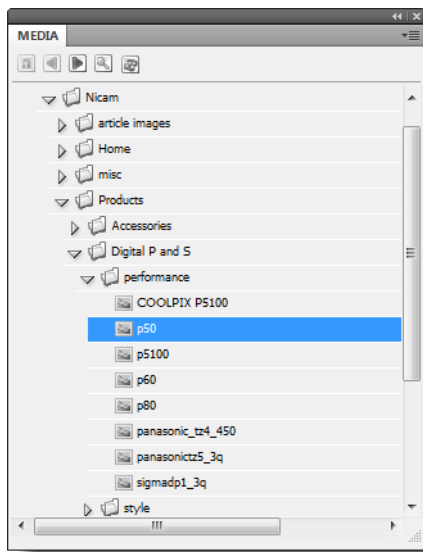 MEDIA
Nicam
article images
Home
misc
Products
Accessories
Digital P and S
performance
COOLPIX P5100
p50
p5100
p60
p80
panasonic_tz4_450
panasonictz5_3q
sigmadp1_3q
style